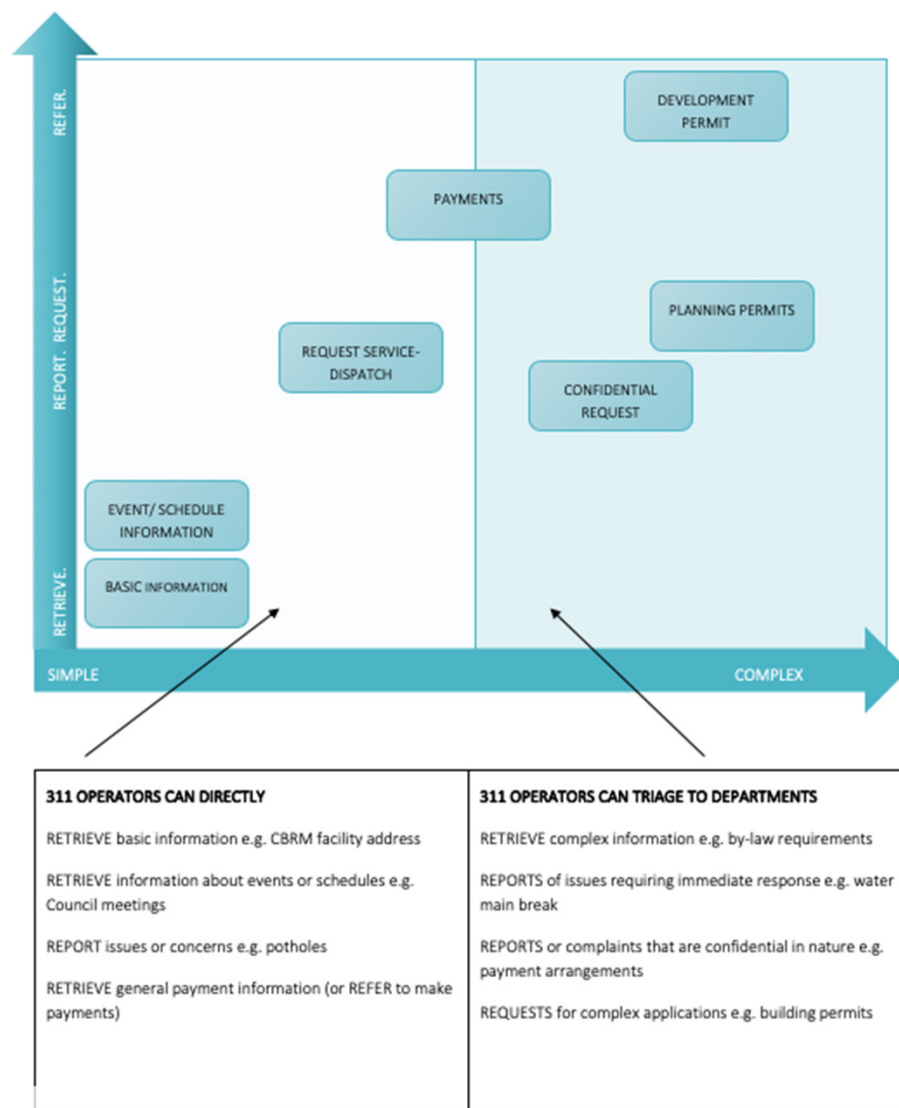 REFER.
DEVELOPMENT
PERMIT
PAYMENTS
REPORT. REQUEST.
PLANNING PERMITS
REQUEST SERVICE-
DISPATCH
CONFIDENTIAL
REQUEST
EVENT/ SCHEDULE
INFORMATION
BASIC INFORMATION
RETRIEVE.
SIMPLE
COMPLEX
311 OPERATORS CAN DIRECTLY
RETRIEVE basic information e.g. CBRM facility address
RETRIEVE information about events or schedules e.g.
Council meetings
REPORT issues or concerns e.g. potholes
RETRIEVE general payment information (or REFER to make
payments)
311 OPERATORS CAN TRIAGE TO DEPARTMENTS
RETRIEVE complex information e.g. by-law requirements
REPORTS of issues requiring immediate response e.g. water
main break
REPORTS or complaints that are confidential in nature e.g.
payment arrangements
REQUESTS for complex applications e.g. building permits